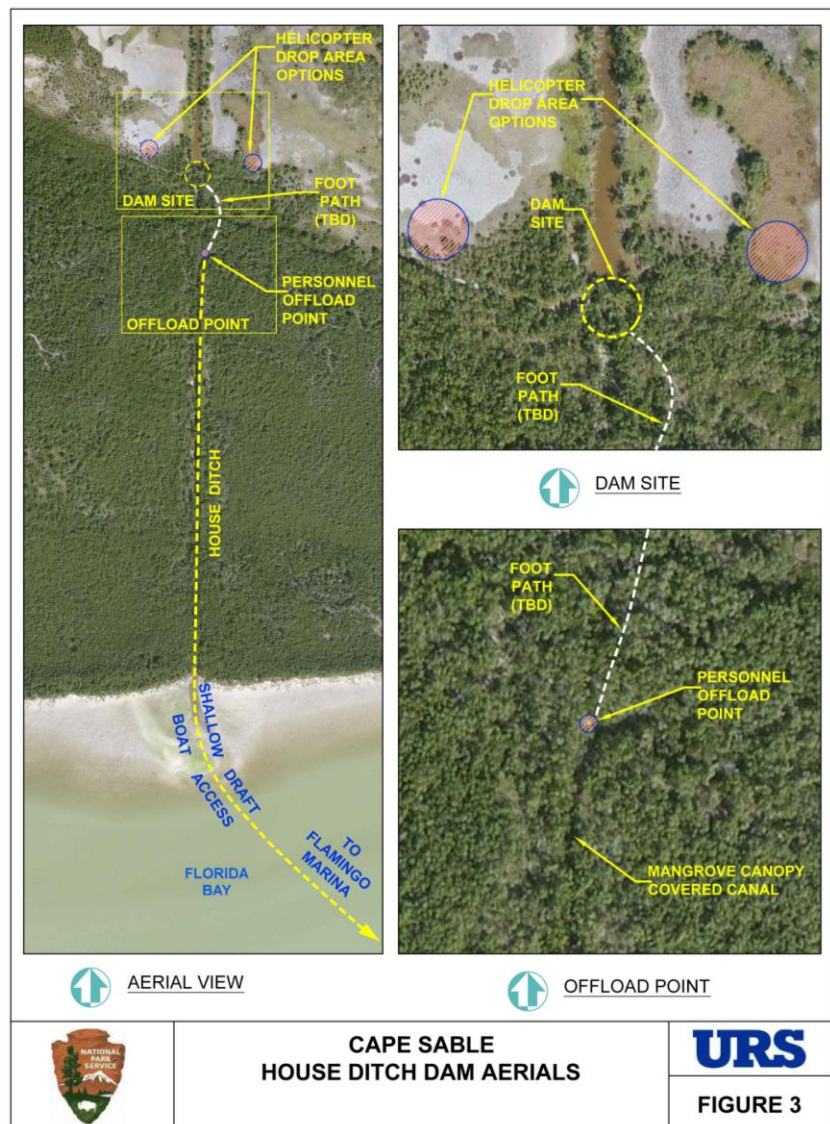 HELICOPTER
DROP AREA
OPTIONS
FOOT
PATH
(TBD)
DAM SITE
PERSONNEL
OFFLOAD
POINT
OFFLOAD POINT
HOUSE DITCH
SHALLOW
DRAFT
BOAT
ACCESS
TO
FLAMINGO
MARINA
FLORIDA
BAY
AERIAL VIEW
HELICOPTER
DROP AREA
OPTIONS
DAM
SITE
FOOT
PATH
(TBD)
DAM SITE
FOOT
PATH
(TBD)
PERSONNEL
OFFLOAD
POINT
MANGROVE CANOPY
COVERED CANAL
OFFLOAD POINT
NATIONAL
PARK
SERVICE
CAPE SABLE
HOUSE DITCH DAM AERIALS
URS
FIGURE 3